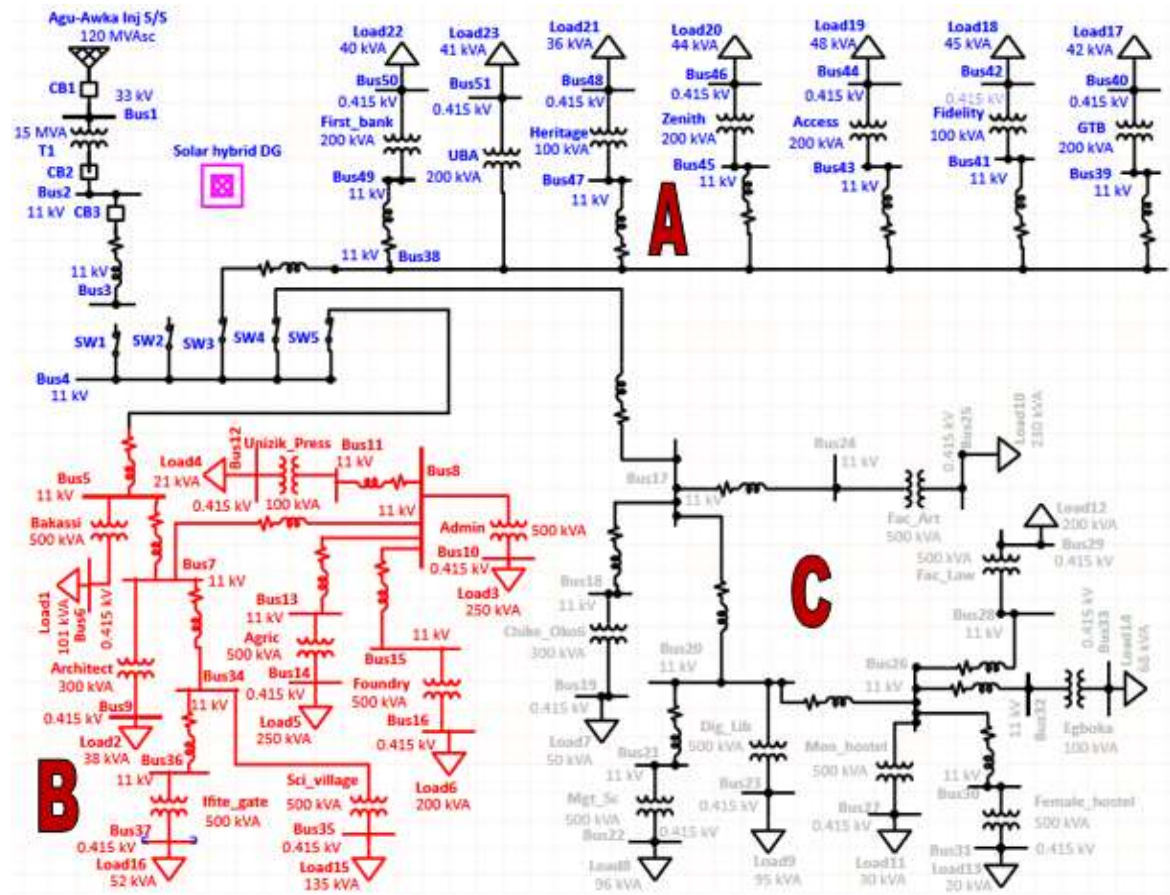 Agu-Awka Inj S/S
120 MVAsc
CB1
33 kV
Bus1
15 MVA
T1
CB2
Bus2
11 kV
CB3
11 kV
Bus3
Solar hybrid DG
Load22
40 kVA
Bus50
0.415 kV
First_bank
200 kVA
Bus49
11 kV
Load23
41 kVA
Bus51
0.415 kV
UBA
200 kVA
Load21
36 kVA
Bus48
0.415 kV
Heritage
100 kVA
Bus47
11 kV
Load20
44 kVA
Bus46
0.415 kV
Zenith
200 kVA
Bus45
11 kV
Load19
48 kVA
Bus44
0.415 kV
Access
200 kVA
Bus43
11 kV
Load18
45 kVA
Bus42
0.415 kV
Fidelity
100 kVA
Bus41
11 kV
Load17
42 kVA
Bus40
0.415 kV
GTB
200 kVA
Bus39
11 kV
A
11 kV
Bus38
SW1
SW2
SW3
SW4
SW5
Bus4
11 kV
Bus5
11 kV
Bakassi
500 kVA
Load1
101 kVA
Bus6
0.415 kV
Load4
21 kVA
Bus12
0.415 kV
Unizik_Press
100 kVA
Bus11
11 kV
Bus8
11 kV
Admin
500 kVA
Bus10
0.415 kV
Load3
250 kVA
Bus7
11 kV
Architect
300 kVA
Bus9
0.415 kV
Load2
38 kVA
Bus13
11 kV
Agric
500 kVA
Bus14
0.415 kV
Load5
250 kVA
11 kV
Bus15
Foundry
500 kVA
Bus16
0.415 kV
Load6
200 kVA
Bus34
11 kV
Bus36
11 kV
Ifite_gate
500 kVA
Bus37
0.415 kV
Load16
52 kVA
Sci_village
500 kVA
Bus35
0.415 kV
Load15
135 kVA
B
Bus17
11 kV
Bus24
11 kV
Fac_Art
500 kVA
0.415 kV
Bus25
Load10
230 kVA
Load12
200 kVA
Bus29
0.415 kV
500 kVA
Fac_Law
Bus28
11 kV
C
Bus18
11 kV
300 kVA
Bus19
0.415 kV
Load7
50 kVA
Bus20
11 kV
Bus21
11 kV
Mgt_Sc
500 kVA
Bus22
0.415 kV
Load8
96 kVA
Dig_Lib
500 kVA
Bus23
0.415 kV
Load9
95 kVA
Bus26
11 kV
500 kVA
Bus27
0.415 kV
Load11
30 kVA
11 kV
Bus32
Egboka
100 kVA
0.415 kV
Bus33
Load14
68 kVA
11 kV
Bus30
Female_hostel
500 kVA
Bus31
0.415 kV
Load13